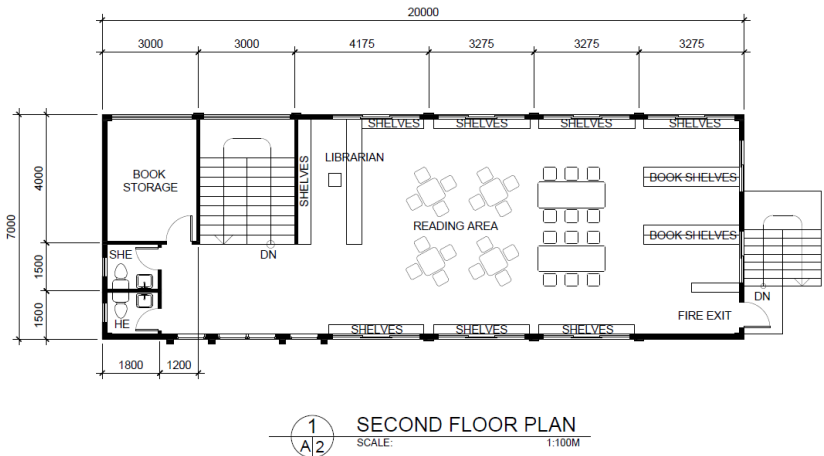 20000
3000
3000
4175
3275
3275
3275
7000
4000
1500
1500
SHELVES
SHELVES
SHELVES
SHELVES
BOOK
STORAGE
SHELVES
LIBRARIAN
BOOK SHELVES
READING AREA
BOOK SHELVES
SHE
DN
DN
HE
FIRE EXIT
SHELVES
SHELVES
SHELVES
1800
1200
1
A 2
SECOND FLOOR PLAN
SCALE:
1:100M